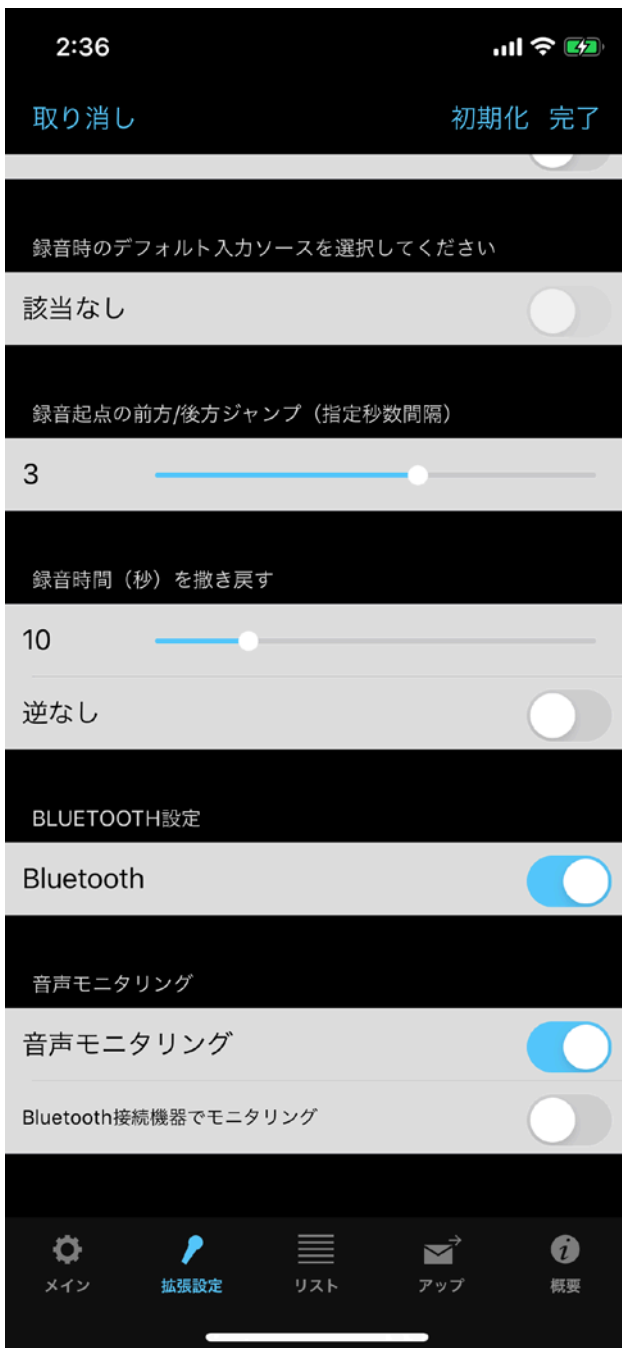 2:36
取り消し 初期化 完了
録音時のデフォルト入力ソースを選択してください
該当なし
録音起点の前方/後方ジャンプ（指定秒数間隔）
3
録音時間（秒）を撒き戻す
10
逆なし
BLUETOOTH設定
Bluetooth
音声モニタリング
音声モニタリング
Bluetooth接続機器でモニタリング
メイン 拡張設定 リスト アップ 概要